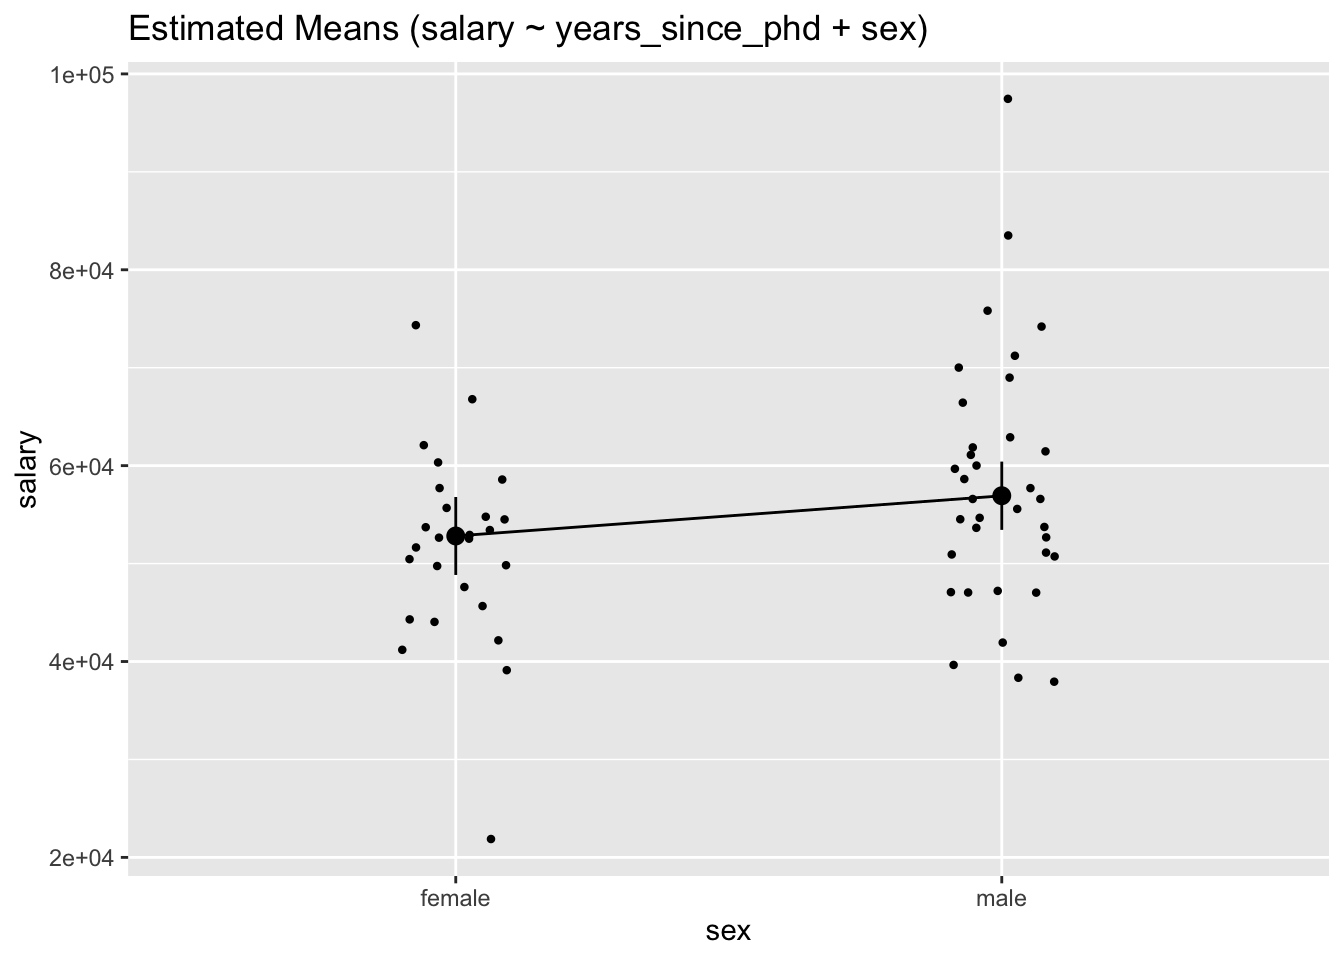 Estimated Means (salary ~ years_since_phd + sex)
1e+05
8e+04
6e+04
4e+04
2e+04
salary
female
male
sex